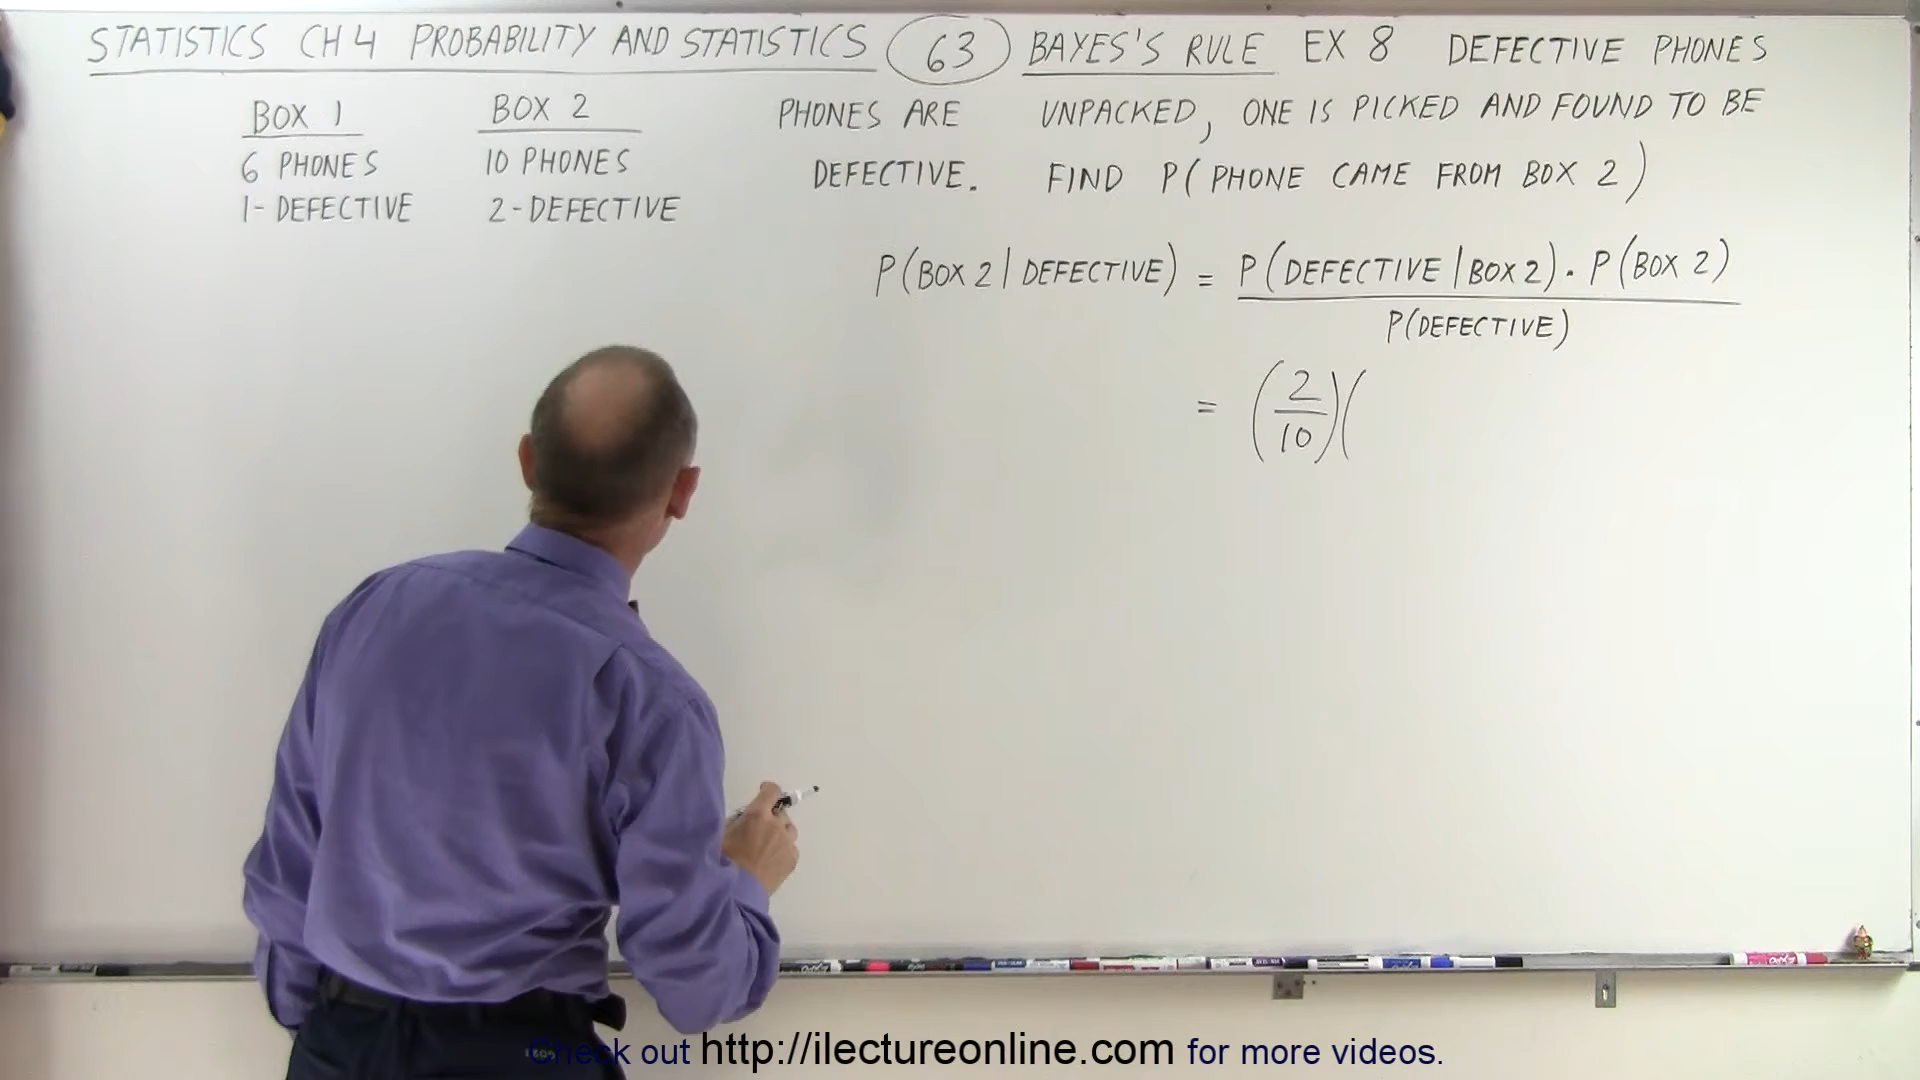 STATISTICS CH 4 PROBABILITY AND STATISTICS 63 BAYES'S RULE EX 8 DEFECTIVE PHONES
BOX 1 BOX 2
6 PHONES 10 PHONES
1-DEFECTIVE 2-DEFECTIVE
PHONES ARE UNPACKED, ONE IS PICKED AND FOUND TO BE
DEFECTIVE. FIND P(PHONE CAME FROM BOX 2)
P(BOX 2 | DEFECTIVE) = P(DEFECTIVE | BOX 2) · P(BOX 2)
P(DEFECTIVE)
= (2/10)(
Check out http://ilectureonline.com for more videos.